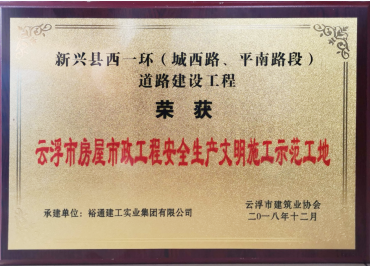 新兴县西一环（城西路、平南路段）
道路建设工程
荣获
云浮市房屋市政工程安全生产文明施工示范工地
承建单位：裕通建工实业集团有限公司
云浮市建筑业协会
二〇一八年十二月